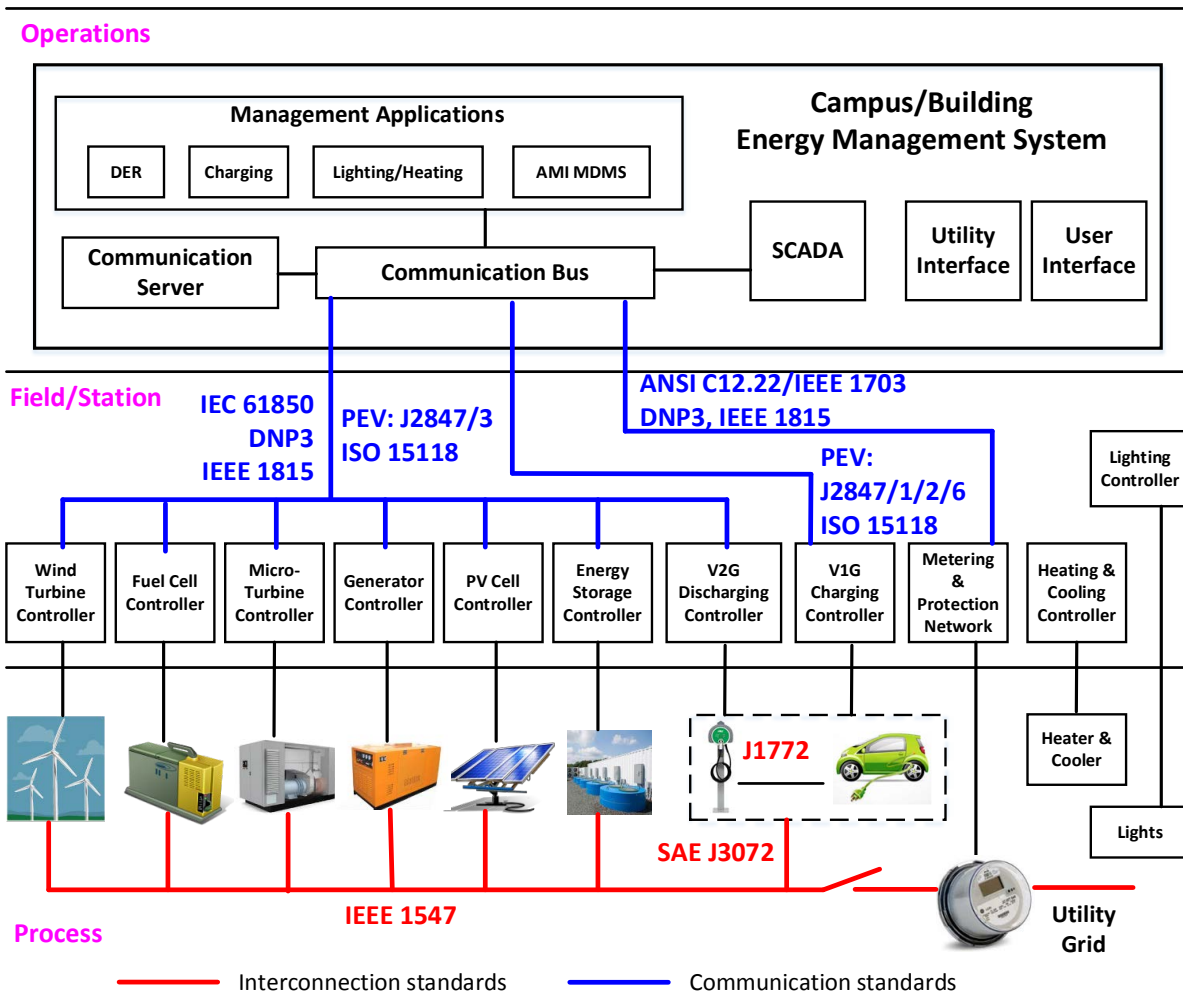 Operations
Campus/Building
Energy Management System
Management Applications
DER
Charging
Lighting/Heating
AMI MDMS
Communication
Server
Communication Bus
SCADA
Utility
Interface
User
Interface
Field/Station
IEC 61850
DNP3
IEEE 1815
PEV: J2847/3
ISO 15118
ANSI C12.22/IEEE 1703
DNP3, IEEE 1815
PEV:
J2847/1/2/6
ISO 15118
Lighting
Controller
Wind
Turbine
Controller
Fuel Cell
Controller
Micro-
Turbine
Controller
Generator
Controller
PV Cell
Controller
Energy
Storage
Controller
V2G
Discharging
Controller
V1G
Charging
Controller
Metering
&
Protection
Network
Heating &
Cooling
Controller
J1772
Heater &
Cooler
Lights
SAE J3072
IEEE 1547
Utility
Grid
Process
Interconnection standards
Communication standards